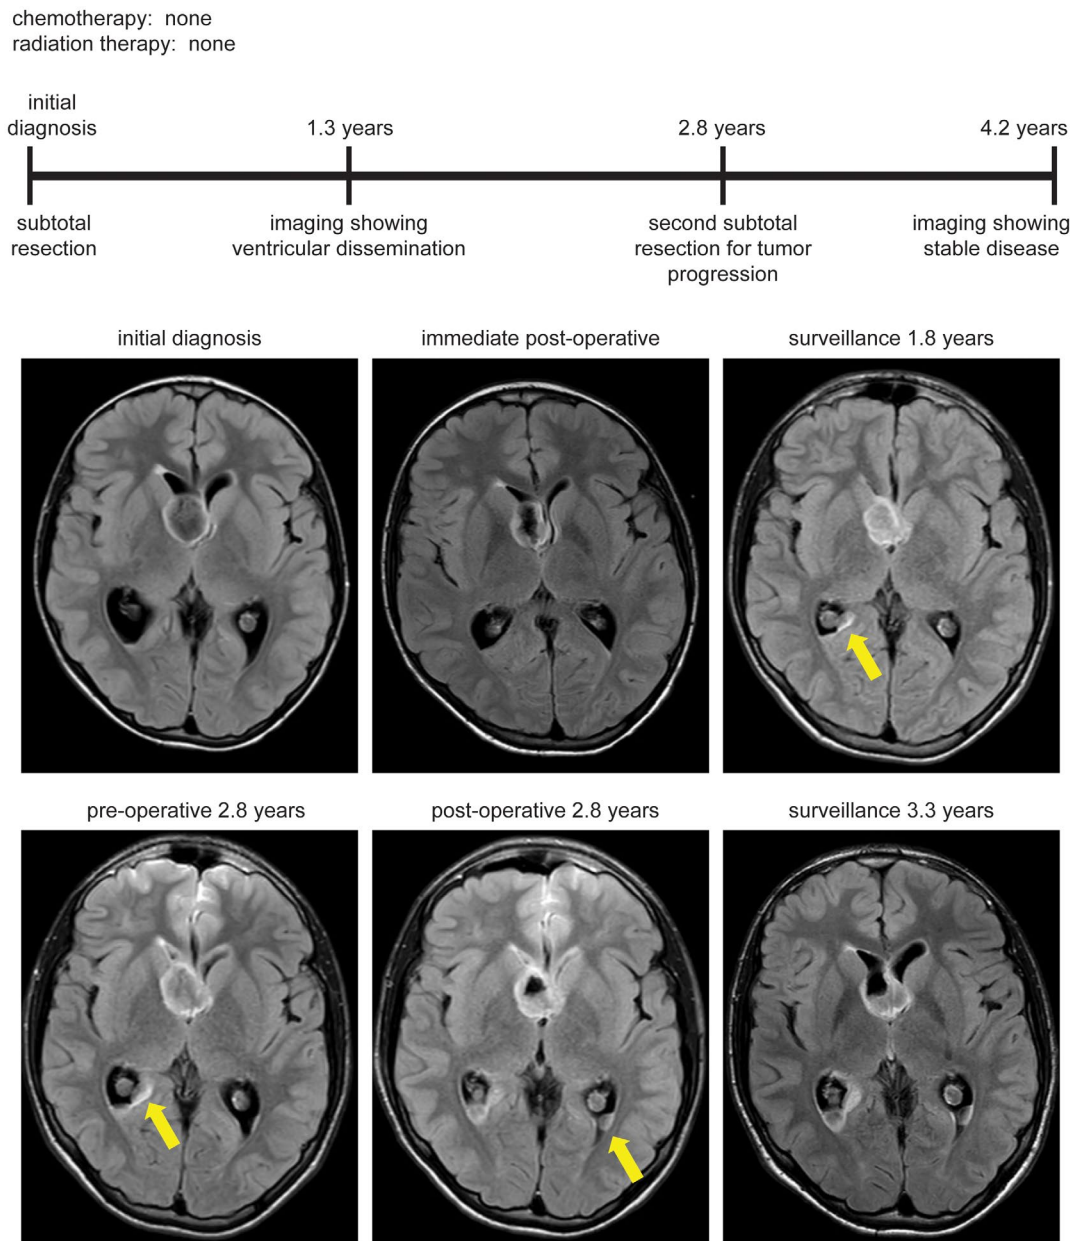 chemotherapy: none
radiation therapy: none
initial
diagnosis
1.3 years
2.8 years
4.2 years
subtotal
resection
imaging showing
ventricular dissemination
second subtotal
resection for tumor
progression
imaging showing
stable disease
initial diagnosis
immediate post-operative
surveillance 1.8 years
pre-operative 2.8 years
post-operative 2.8 years
surveillance 3.3 years